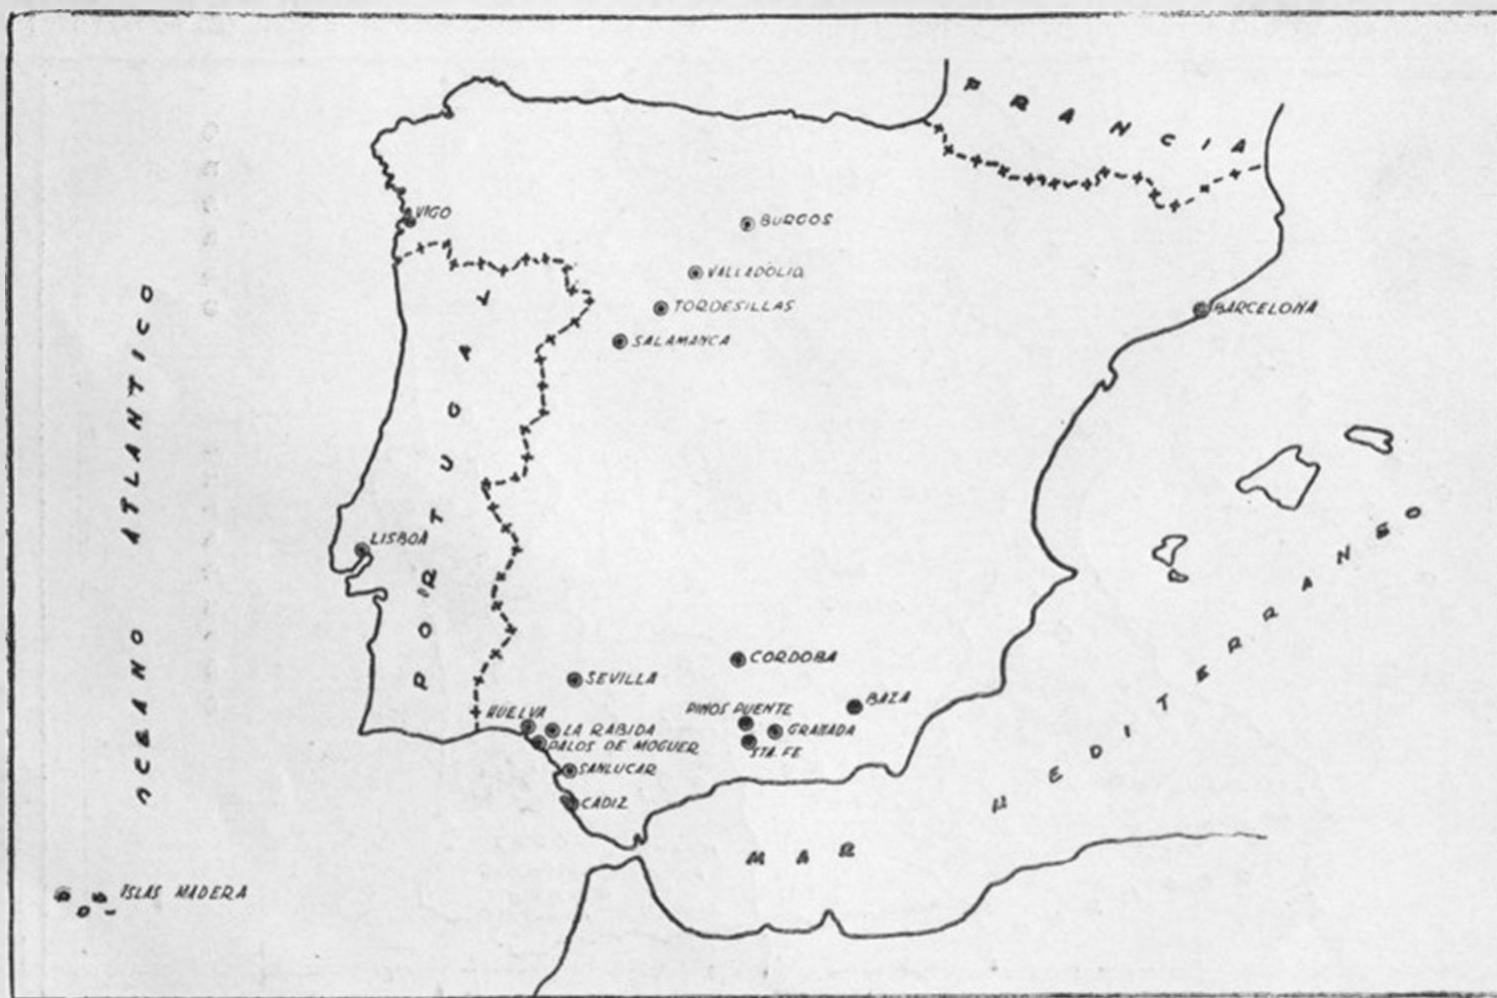 FRANCIA
VIGO
BURGOS
VALLADOLID
TORDESILLAS
SALAMANCA
BARCELONA
OCEANO ATLANTICO
PORTUGAL
LISBOA
CORDOBA
SEVILLA
BAZA
HUELVA
PINOS PUENTE
LA RABIDA
GRANADA
PALOS DE MOGUER
STA. FE
SANLUCAR
CADIZ
MAR MEDITERRANEO
ISLAS MADERA